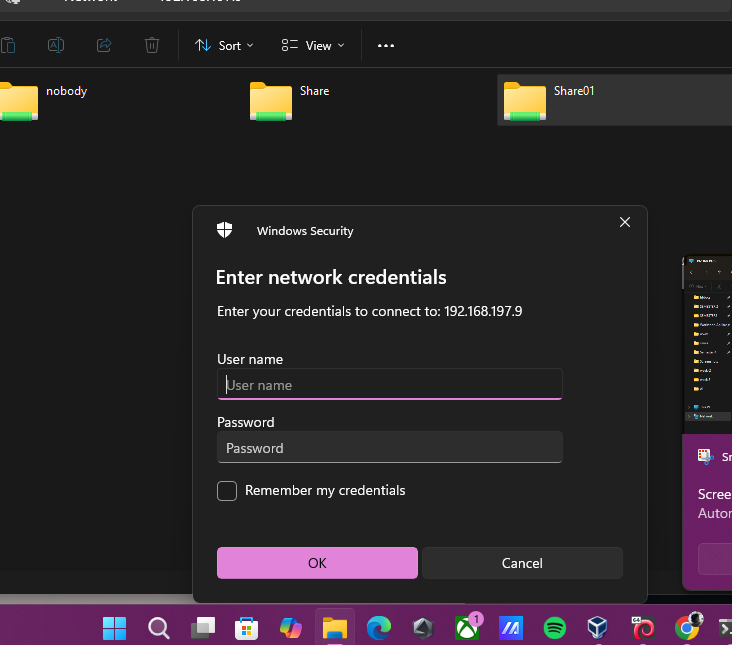 Sort
View
nobody
Share
Share01
Windows Security
Enter network credentials
Enter your credentials to connect to: 192.168.197.9
User name
User name
Password
Password
Remember my credentials
OK
Cancel
Scree
Autor
1